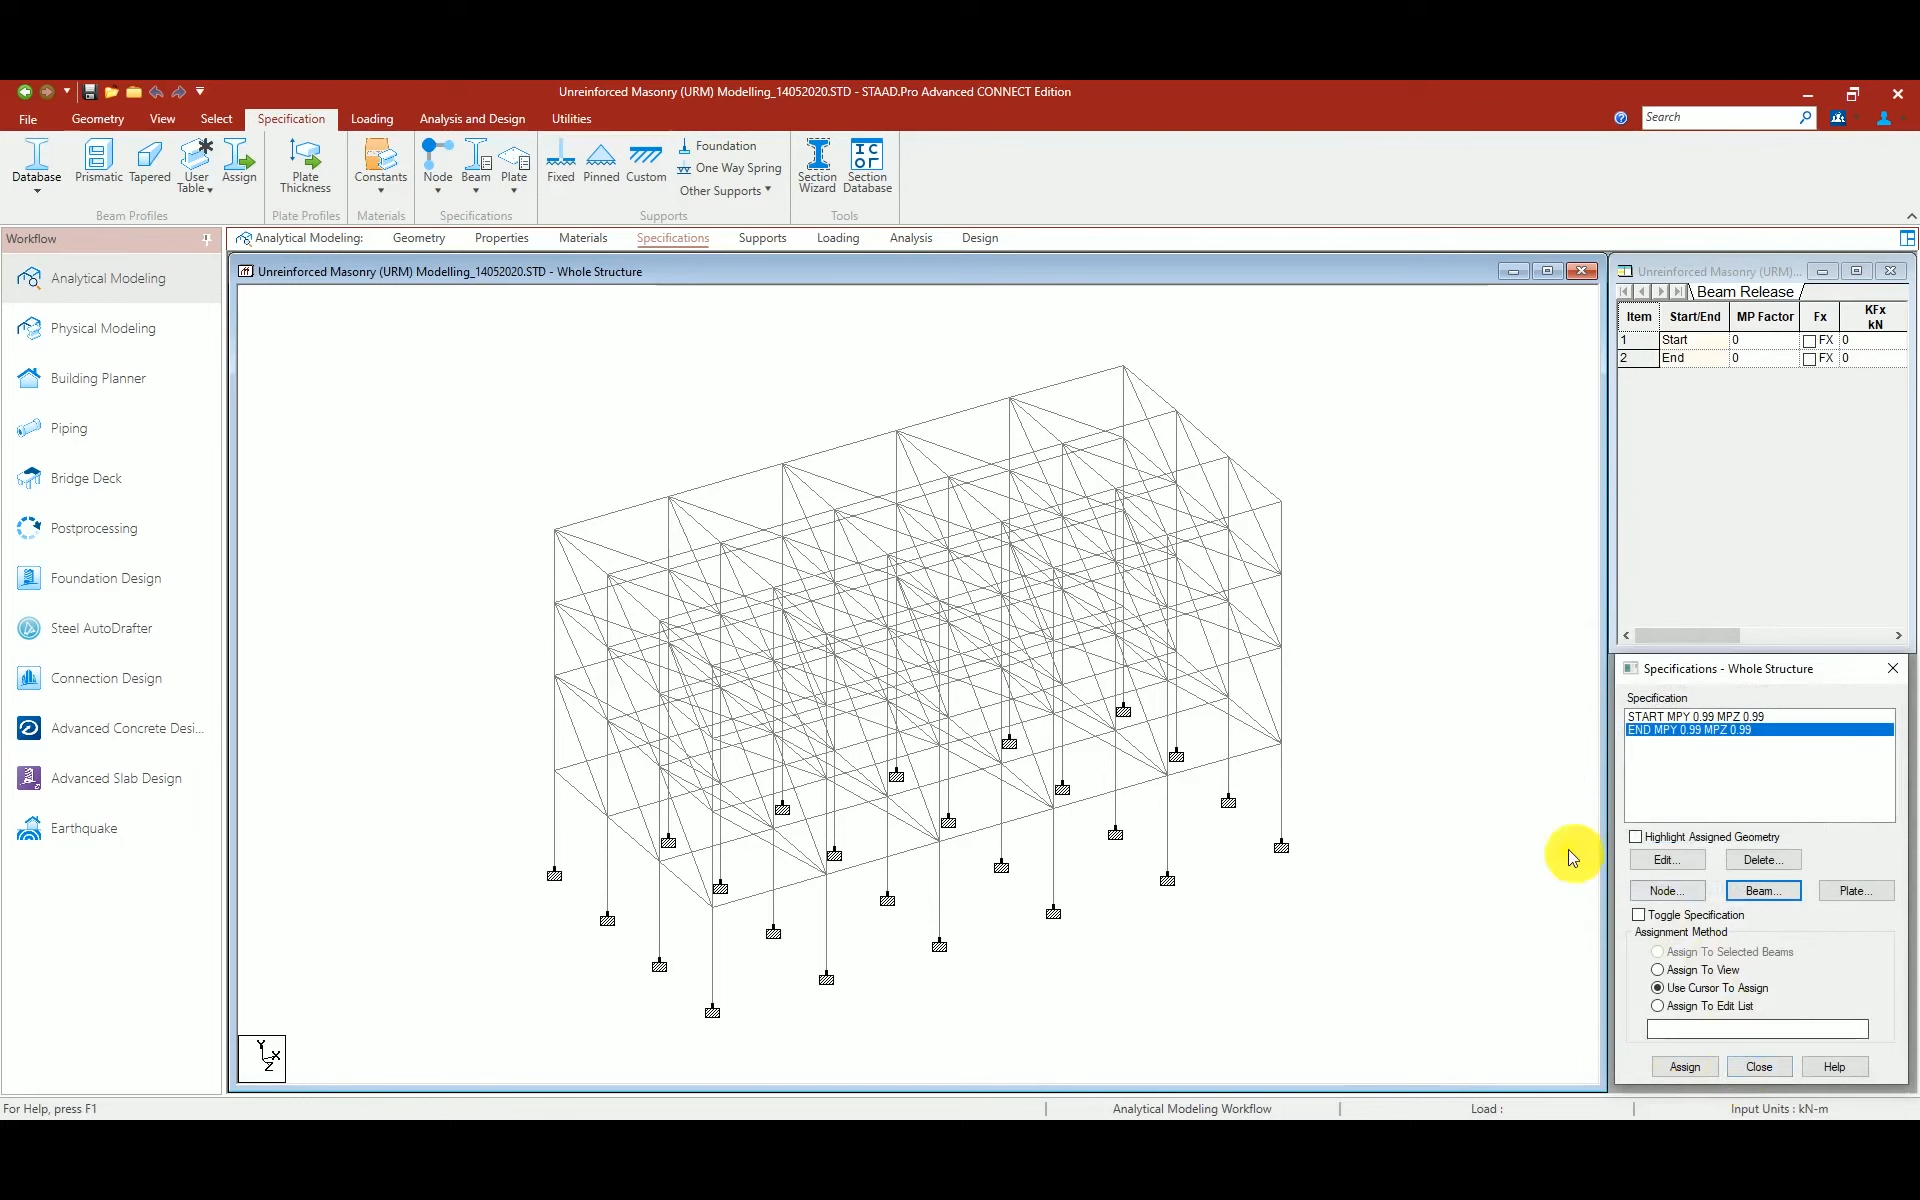 Unreinforced Masonry (URM) Modelling_14052020.STD - STAAD.Pro Advanced CONNECT Edition
File Geometry View Select Specification Loading Analysis and Design Utilities Search
Database Prismatic Tapered User Table Assign
Beam Profiles
Plate Thickness
Plate Profiles
Constants
Materials
Node Beam Plate
Specifications
Fixed Pinned Custom
Foundation
One Way Spring
Other Supports
Supports
Section Wizard Section Database
Tools
Workflow
Analytical Modeling: Geometry Properties Materials Specifications Supports Loading Analysis Design
Analytical Modeling
Physical Modeling
Building Planner
Piping
Bridge Deck
Postprocessing
Foundation Design
Steel AutoDrafter
Connection Design
Advanced Concrete Desi...
Advanced Slab Design
Earthquake
Unreinforced Masonry (URM) Modelling_14052020.STD - Whole Structure
Y
X
Z
Unreinforced Masonry (URM)...
Beam Release
Item Start/End MP Factor Fx KFx kN
1 Start 0 FX 0
2 End 0 FX 0
Specifications - Whole Structure
Specification
START MPY 0.99 MPZ 0.99
END MPY 0.99 MPZ 0.99
Highlight Assigned Geometry
Edit... Delete...
Node... Beam... Plate...
Toggle Specification
Assignment Method
Assign To Selected Beams
Assign To View
Use Cursor To Assign
Assign To Edit List
Assign Close Help
For Help, press F1 Analytical Modeling Workflow Load : Input Units : kN-m